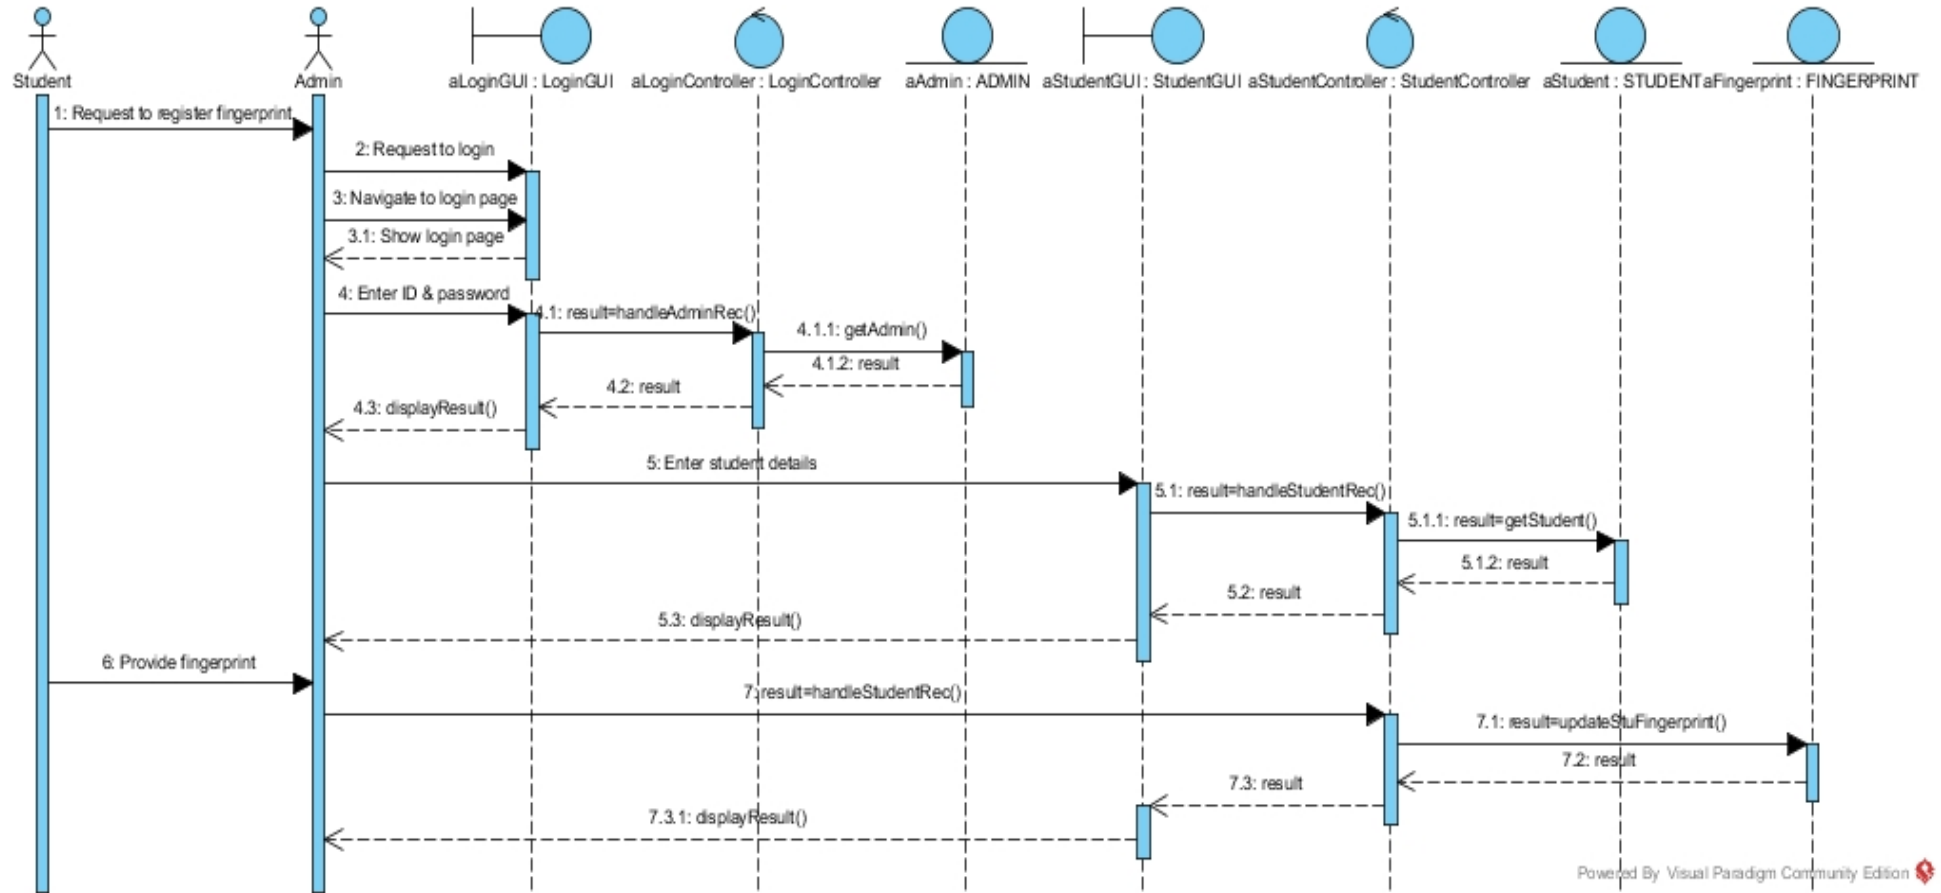 Student
Admin
aLoginGUI : LoginGUI
aLoginController : LoginController
aAdmin : ADMIN
aStudentGUI : StudentGUI
aStudentController : StudentController
aStudent : STUDENT
aFingerprint : FINGERPRINT
1: Request to register fingerprint
2: Request to login
3: Navigate to login page
3.1: Show login page
4: Enter ID & password
4.1: result=handleAdminRec()
4.1.1: getAdmin()
4.1.2: result
4.2: result
4.3: displayResult()
5: Enter student details
5.1: result=handleStudentRec()
5.1.1: result=getStudent()
5.1.2: result
5.2: result
5.3: displayResult()
6: Provide fingerprint
7: result=handleStudentRec()
7.1: result=updateStuFingerprint()
7.2: result
7.3: result
7.3.1: displayResult()
Powered By Visual Paradigm Community Edition